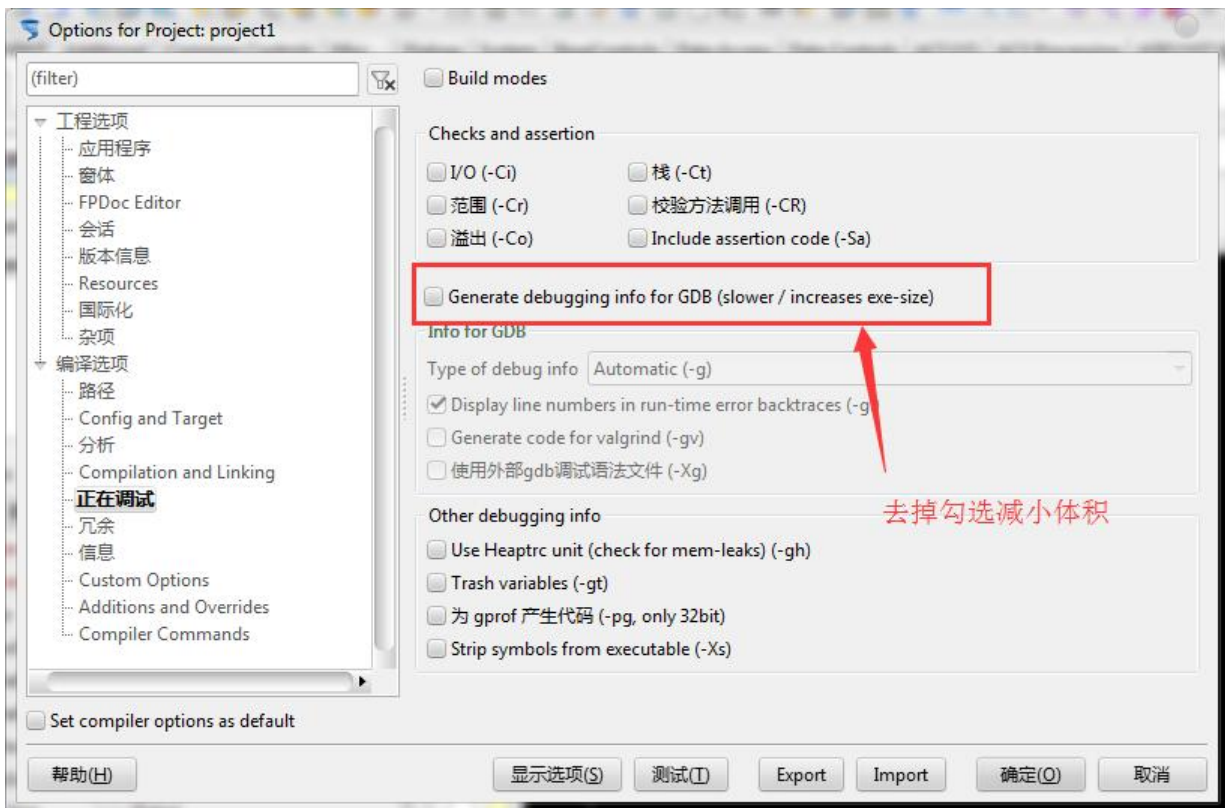 Options for Project: project1
(filter)
工程选项
应用程序
窗体
FPDoc Editor
会话
版本信息
Resources
国际化
杂项
编译选项
路径
Config and Target
分析
Compilation and Linking
正在调试
冗余
信息
Custom Options
Additions and Overrides
Compiler Commands
Build modes
Checks and assertion
I/O (-Ci)
栈 (-Ct)
范围 (-Cr)
校验方法调用 (-CR)
溢出 (-Co)
Include assertion code (-Sa)
Generate debugging info for GDB (slower / increases exe-size)
Info for GDB
Type of debug info
Automatic (-g)
Display line numbers in run-time error backtraces (-g
Generate code for valgrind (-gv)
使用外部gdb调试语法文件 (-Xg)
去掉勾选减小体积
Other debugging info
Use Heaptrc unit (check for mem-leaks) (-gh)
Trash variables (-gt)
为 gprof 产生代码 (-pg, only 32bit)
Strip symbols from executable (-Xs)
Set compiler options as default
帮助(H)
显示选项(S)
测试(T)
Export
Import
确定(O)
取消